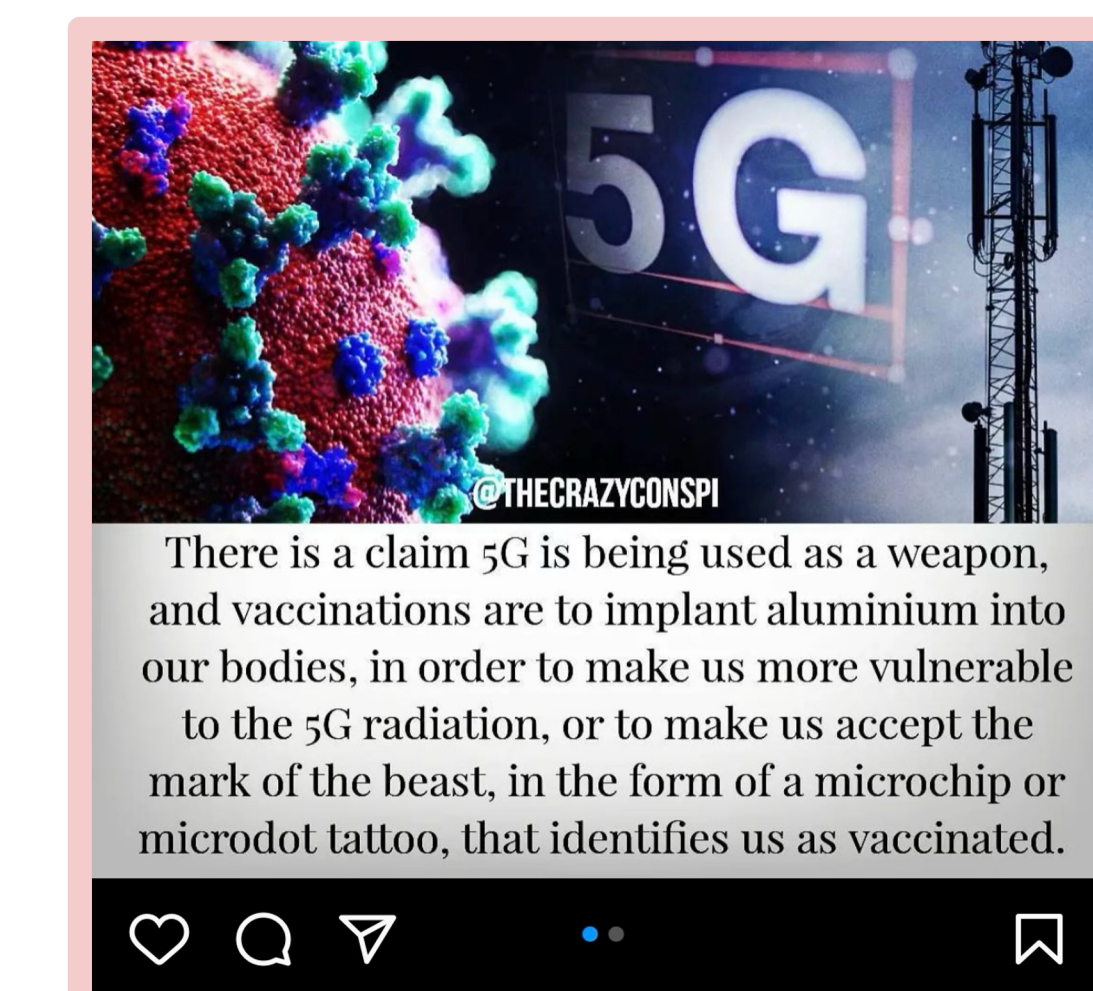 5G
@THECRAZYCONSPI
There is a claim 5G is being used as a weapon,
and vaccinations are to implant aluminium into
our bodies, in order to make us more vulnerable
to the 5G radiation, or to make us accept the
mark of the beast, in the form of a microchip or
microdot tattoo, that identifies us as vaccinated.